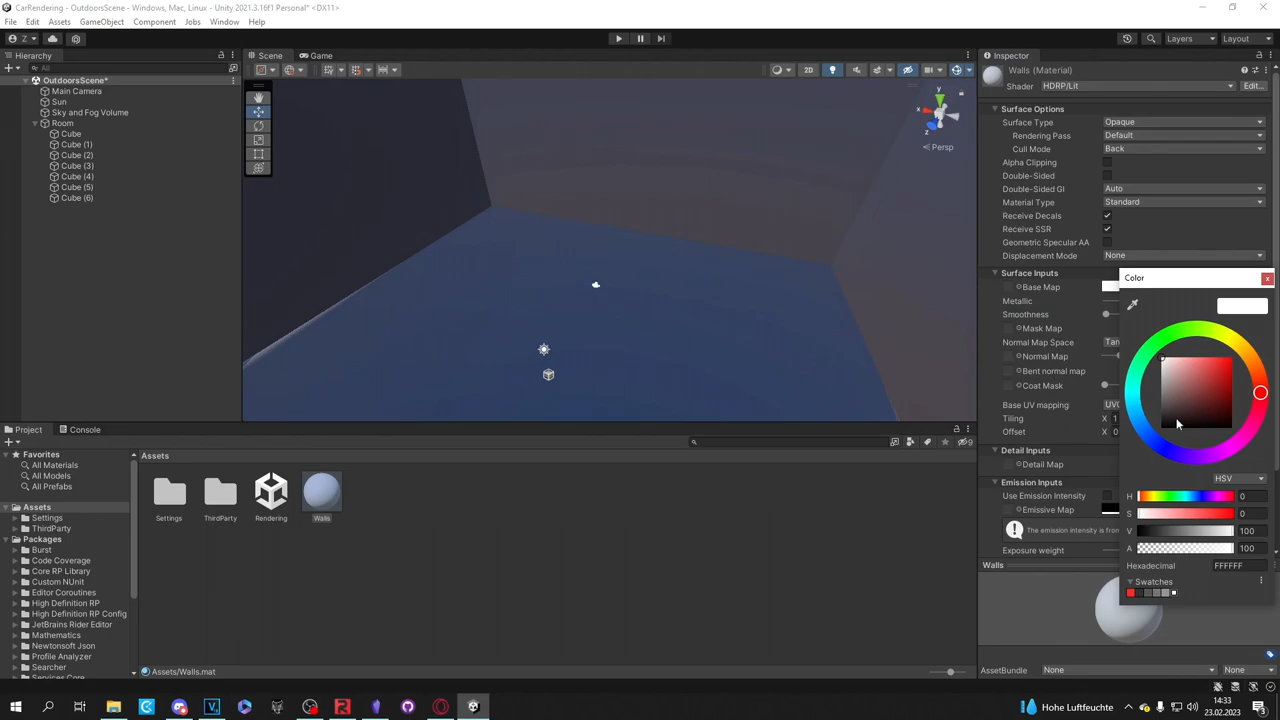 CarRendering - OutdoorsScene - Windows, Mac, Linux - Unity 2021.3.16f1 Personal* <DX11>
File Edit Assets GameObject Component Jobs Window Help
Z Layers Layout
Hierarchy
All
OutdoorsScene*
Main Camera
Sun
Sky and Fog Volume
Room
Cube
Cube (1)
Cube (2)
Cube (3)
Cube (4)
Cube (5)
Cube (6)
Scene Game
2D
y
x
z
Persp
Inspector
Walls (Material)
Shader HDRP/Lit Edit...
Surface Options
Surface Type Opaque
Rendering Pass Default
Cull Mode Back
Alpha Clipping
Double-Sided
Double-Sided GI Auto
Material Type Standard
Receive Decals
Receive SSR
Geometric Specular AA
Displacement Mode None
Surface Inputs
Base Map
Metallic
Smoothness
Mask Map
Normal Map Space Tan
Normal Map
Bent normal map
Coat Mask
Base UV mapping UV0
Tiling X 1
Offset X 0
Detail Inputs
Detail Map
Emission Inputs
Use Emission Intensity
Emissive Map
The emission intensity is from
Exposure weight
Walls
AssetBundle None None
Color
x
HSV
H 0
S 0
V 100
A 100
Hexadecimal FFFFFF
Swatches
Project Console
9
Favorites
All Materials
All Models
All Prefabs
Assets
Settings
ThirdParty
Packages
Burst
Code Coverage
Core RP Library
Custom NUnit
Editor Coroutines
High Definition RP
High Definition RP Config
JetBrains Rider Editor
Mathematics
Newtonsoft Json
Profile Analyzer
Searcher
Services Core
Assets
Settings ThirdParty Rendering Walls
Assets/Walls.mat
Hohe Luftfeuchte
14:33
23.02.2023
3